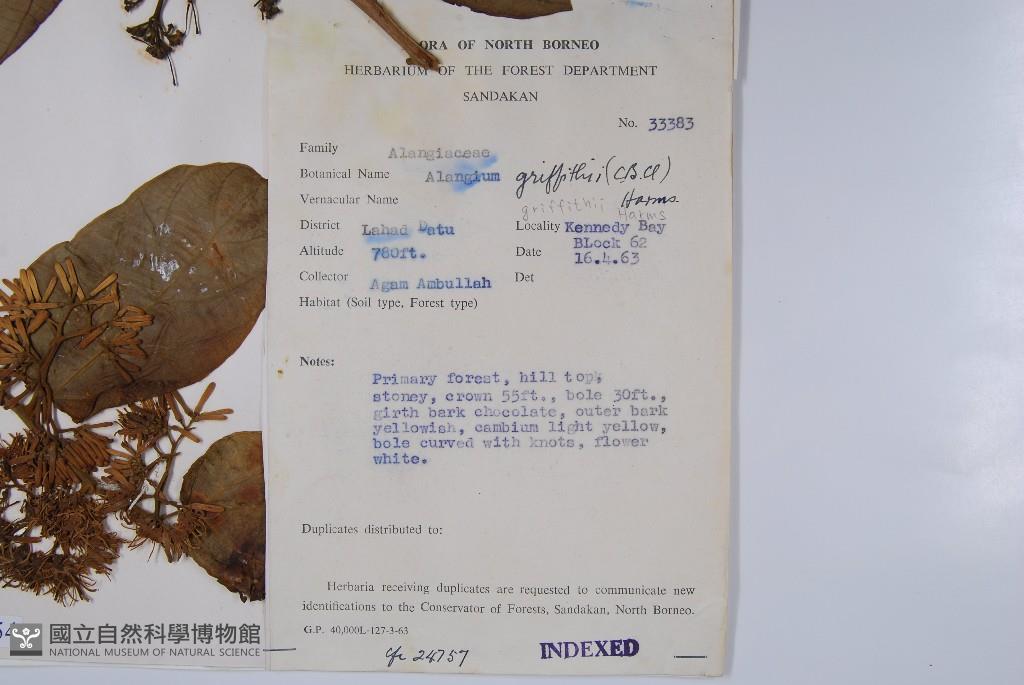 ORA OF NORTH BORNEO
HERBARIUM OF THE FOREST DEPARTMENT
SANDAKAN
No. 33383
Family Alangiaceae
Botanical Name Alangium griffithii (C.B.Cl) Harms.
griffithii Harms
Vernacular Name
District Lahad Datu
Locality Kennedy Bay BLock 62
Altitude 780ft.
Date 16.4.63
Collector Agam Ambullah
Det
Habitat (Soil type, Forest type)
Notes:
Primary forest, hill top,
stoney, crown 55ft., bole 30ft.,
girth bark chocolate, outer bark
yellowish, cambium light yellow,
bole curved with knots, flower
white.
Duplicates distributed to:
Herbaria receiving duplicates are requested to communicate new
identifications to the Conservator of Forests, Sandakan, North Borneo.
G.P. 40,000L-127-3-63
24757
INDEXED
國立自然科學博物館
NATIONAL MUSEUM OF NATURAL SCIENCE